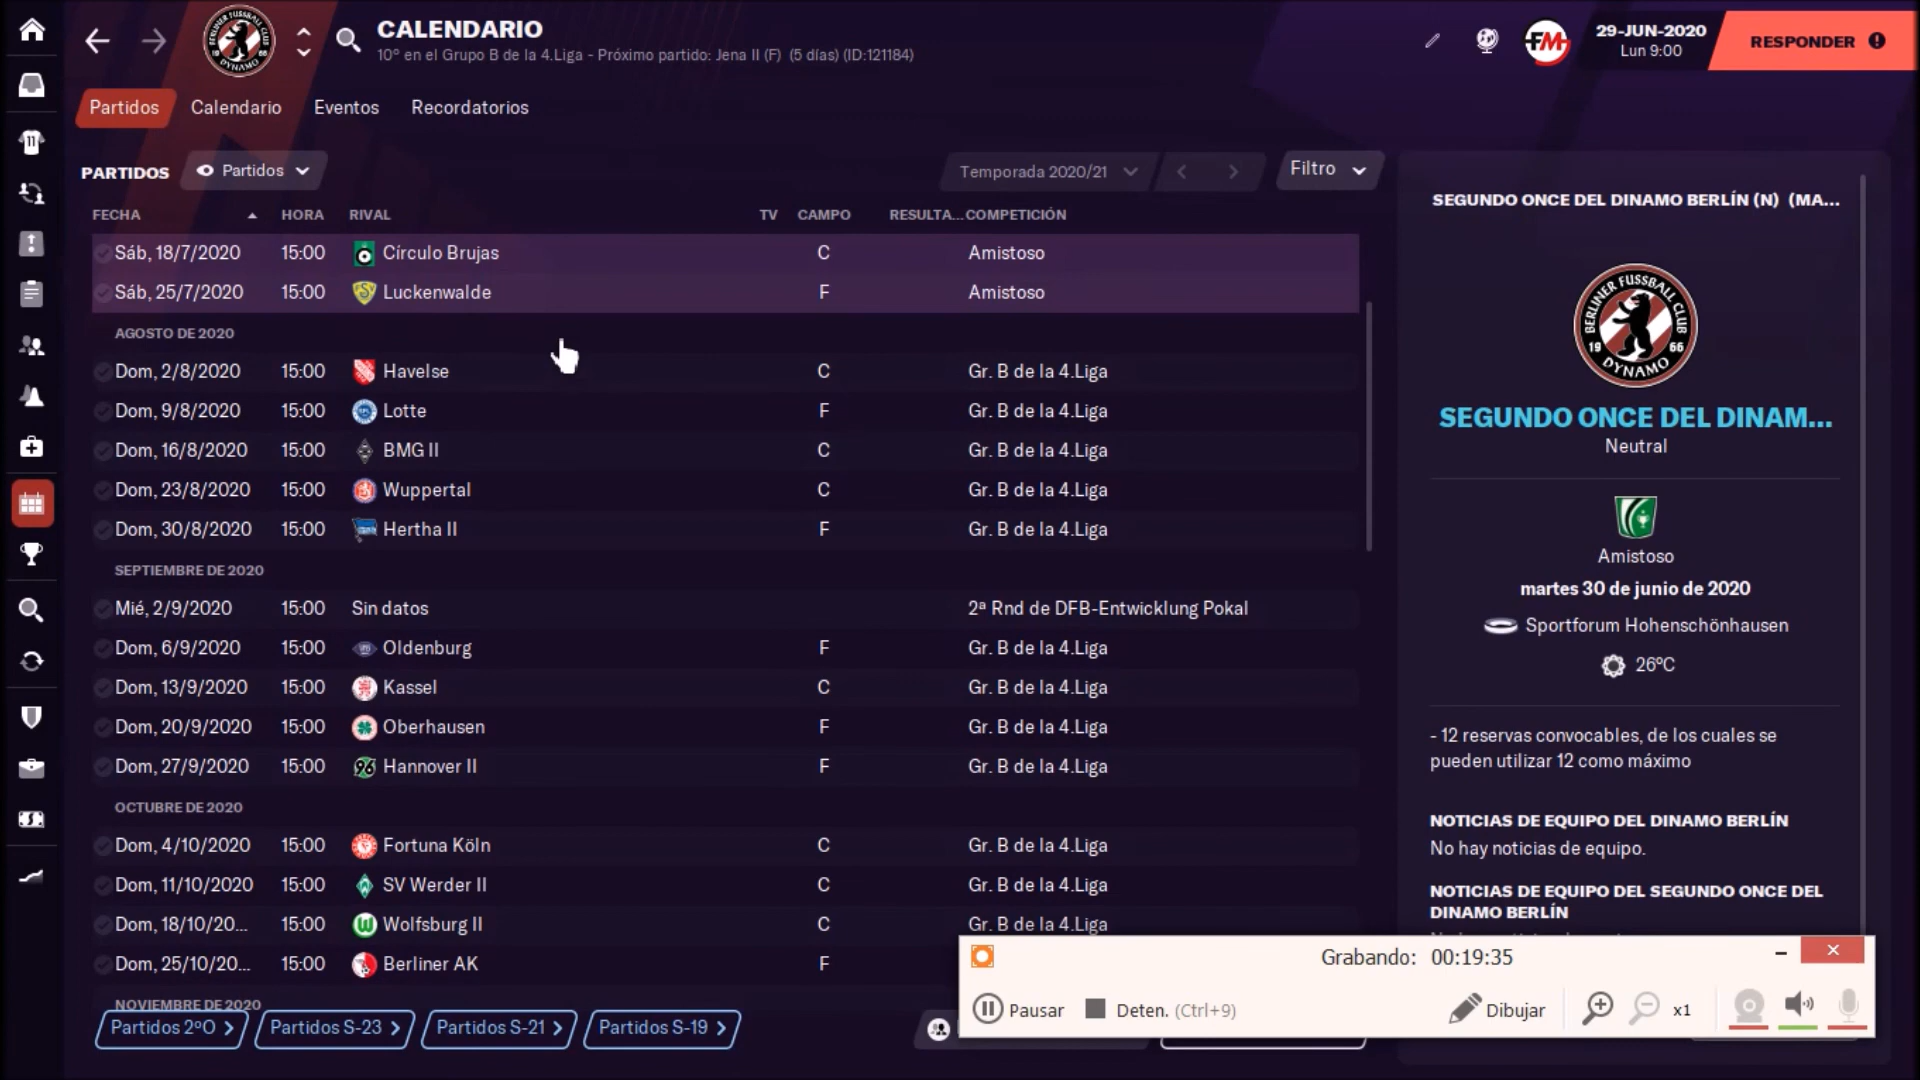 CALENDARIO
10º en el Grupo B de la 4.Liga - Próximo partido: Jena II (F) (5 días) (ID:121184)
FM
29-JUN-2020
Lun 9:00
RESPONDER
Partidos Calendario Eventos Recordatorios
PARTIDOS Partidos Temporada 2020/21 Filtro
FECHA HORA RIVAL TV CAMPO RESULTA... COMPETICIÓN
Sáb, 18/7/2020 15:00 Círculo Brujas C Amistoso
Sáb, 25/7/2020 15:00 Luckenwalde F Amistoso
AGOSTO DE 2020
Dom, 2/8/2020 15:00 Havelse C Gr. B de la 4.Liga
Dom, 9/8/2020 15:00 Lotte F Gr. B de la 4.Liga
Dom, 16/8/2020 15:00 BMG II C Gr. B de la 4.Liga
Dom, 23/8/2020 15:00 Wuppertal C Gr. B de la 4.Liga
Dom, 30/8/2020 15:00 Hertha II F Gr. B de la 4.Liga
SEPTIEMBRE DE 2020
Mié, 2/9/2020 15:00 Sin datos 2ª Rnd de DFB-Entwicklung Pokal
Dom, 6/9/2020 15:00 Oldenburg F Gr. B de la 4.Liga
Dom, 13/9/2020 15:00 Kassel C Gr. B de la 4.Liga
Dom, 20/9/2020 15:00 Oberhausen F Gr. B de la 4.Liga
Dom, 27/9/2020 15:00 Hannover II F Gr. B de la 4.Liga
OCTUBRE DE 2020
Dom, 4/10/2020 15:00 Fortuna Köln C Gr. B de la 4.Liga
Dom, 11/10/2020 15:00 SV Werder II C Gr. B de la 4.Liga
Dom, 18/10/20... 15:00 Wolfsburg II C Gr. B de la 4.Liga
Dom, 25/10/20... 15:00 Berliner AK F
NOVIEMBRE DE 2020
Partidos 2ºO Partidos S-23 Partidos S-21 Partidos S-19
SEGUNDO ONCE DEL DINAMO BERLÍN (N) (MA...
BERLINER FUSSBALL CLUB
19 66
DYNAMO
SEGUNDO ONCE DEL DINAM...
Neutral
Amistoso
martes 30 de junio de 2020
Sportforum Hohenschönhausen
26ºC
- 12 reservas convocables, de los cuales se
pueden utilizar 12 como máximo
NOTICIAS DE EQUIPO DEL DINAMO BERLÍN
No hay noticias de equipo.
NOTICIAS DE EQUIPO DEL SEGUNDO ONCE DEL
DINAMO BERLÍN
Grabando: 00:19:35
Pausar Deten. (Ctrl+9) Dibujar x1